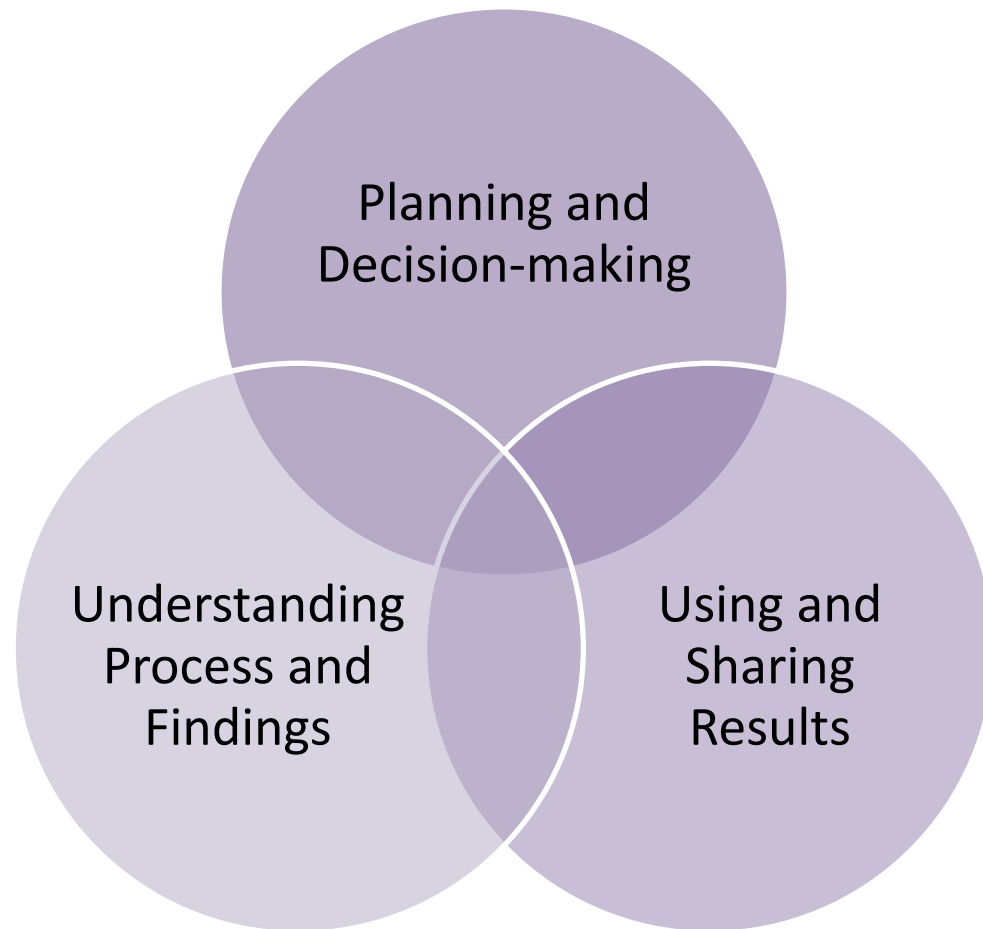 Planning and
Decision-making
Understanding
Process and
Findings
Using and
Sharing
Results